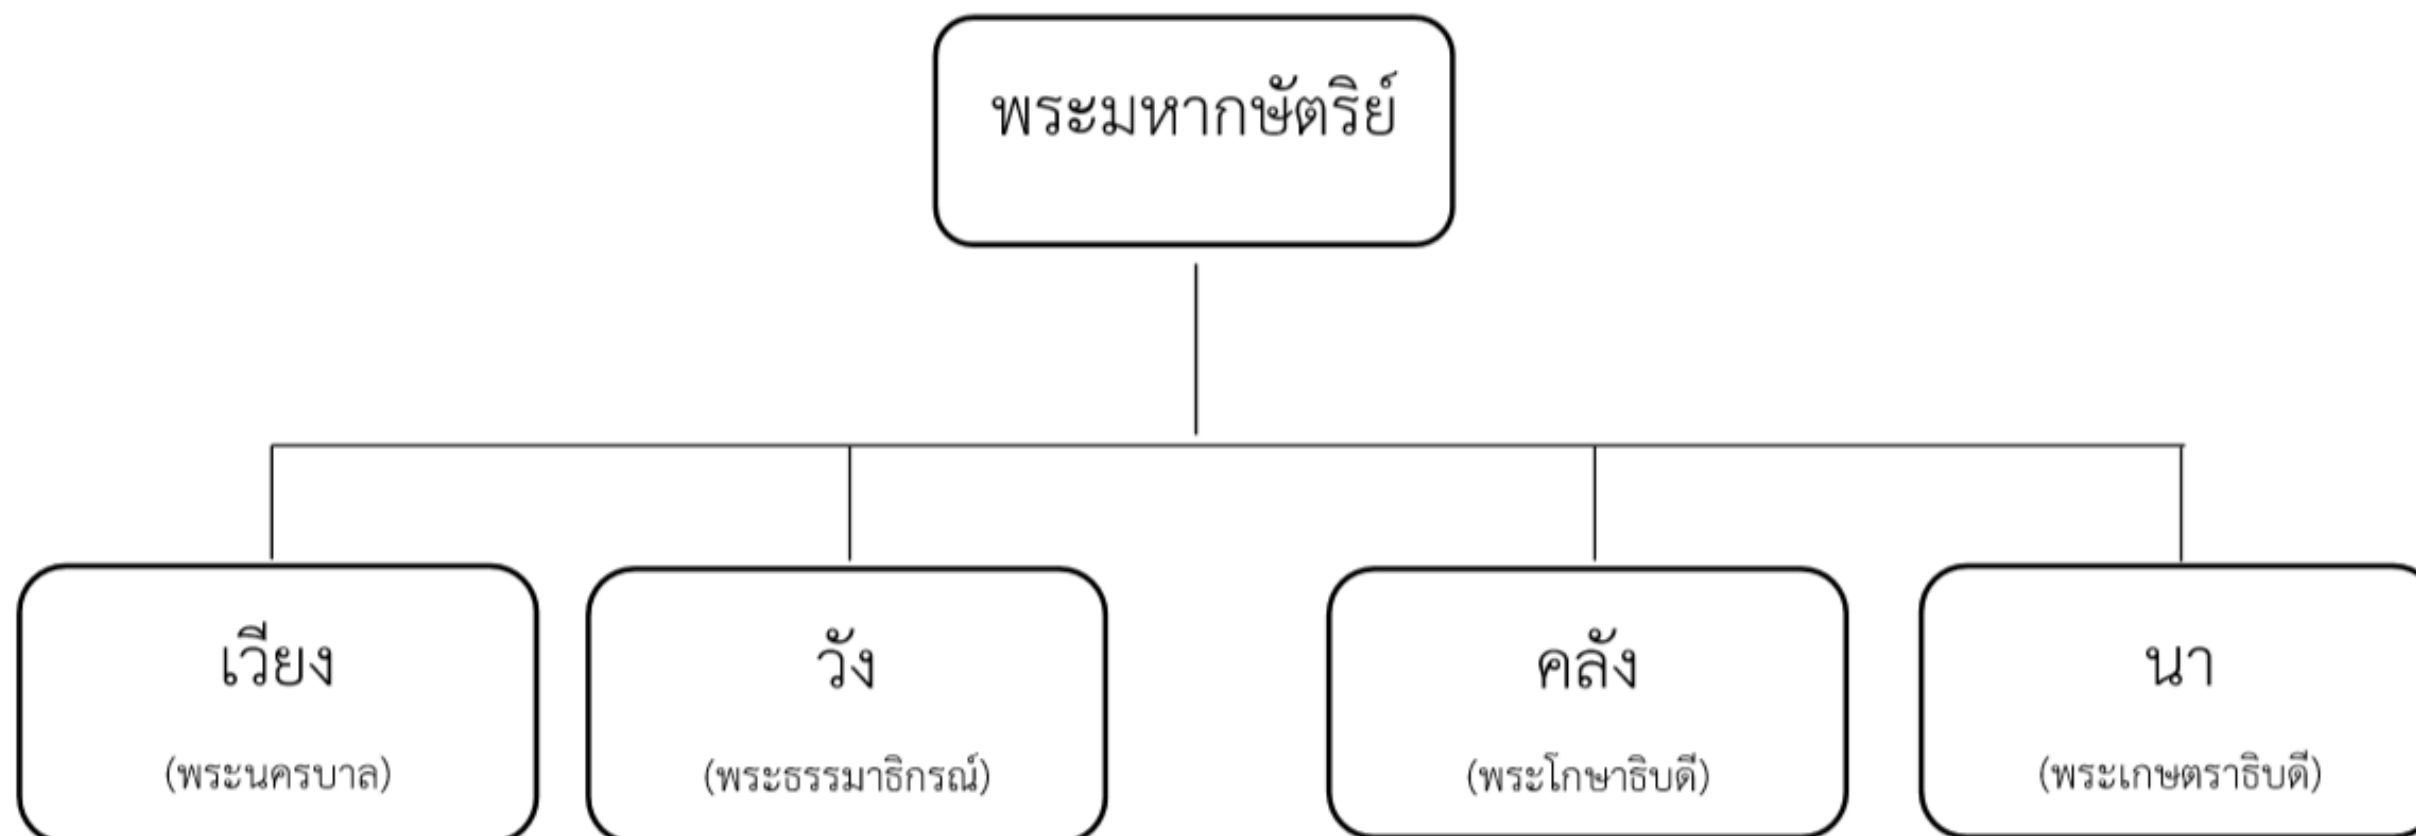 พระมหากษัตริย์
เวียง
(พระนครบาล)
วัง
(พระธรรมาธิกรณ์)
คลัง
(พระโกษาธิบดี)
นา
(พระเกษตราธิบดี)